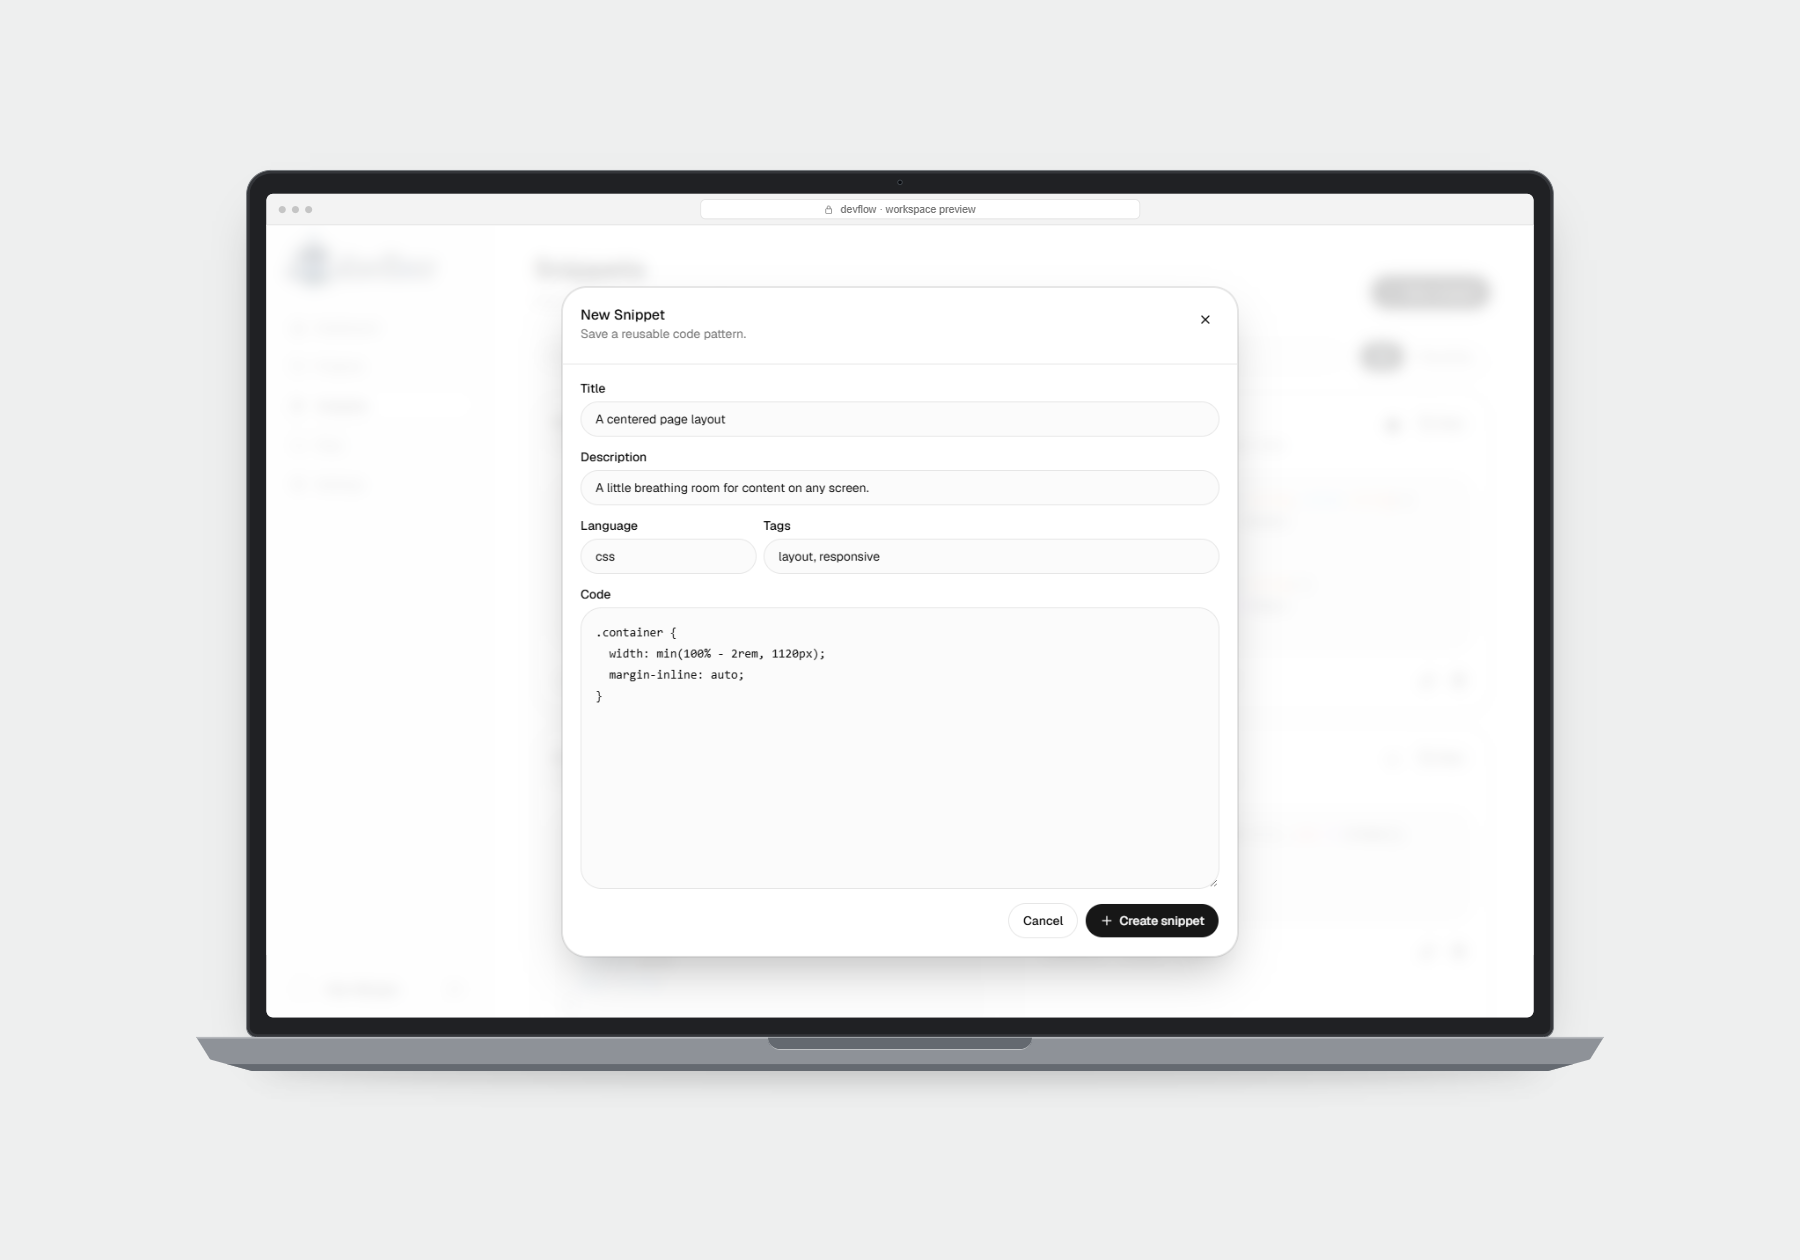 devflow · workspace preview
New Snippet
Save a reusable code pattern.
Title
A centered page layout
Description
A little breathing room for content on any screen.
Language
Tags
css
layout, responsive
Code
.container {
  width: min(100% - 2rem, 1120px);
  margin-inline: auto;
}
Cancel
+ Create snippet